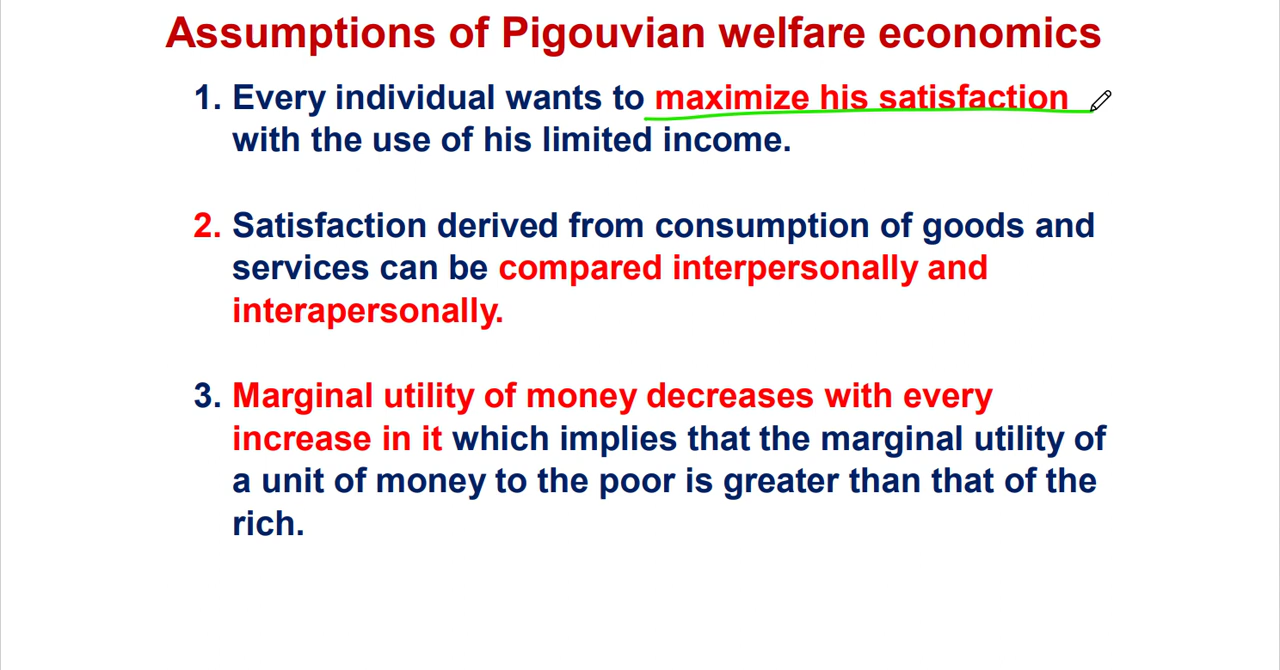 Assumptions of Pigouvian welfare economics
1. Every individual wants to maximize his satisfaction
with the use of his limited income.
2. Satisfaction derived from consumption of goods and
services can be compared interpersonally and
interapersonally.
3. Marginal utility of money decreases with every
increase in it which implies that the marginal utility of
a unit of money to the poor is greater than that of the
rich.